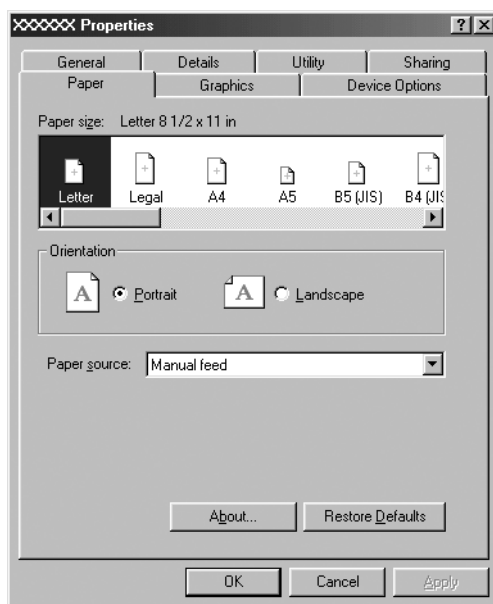 XXXXXX Properties
General Details Utility Sharing
Paper Graphics Device Options
Paper size: Letter 8 1/2 x 11 in
Letter Legal A4 A5 B5 (JIS) B4 (JIS
Orientation
A Portrait A Landscape
Paper source: Manual feed
About... Restore Defaults
OK Cancel Apply